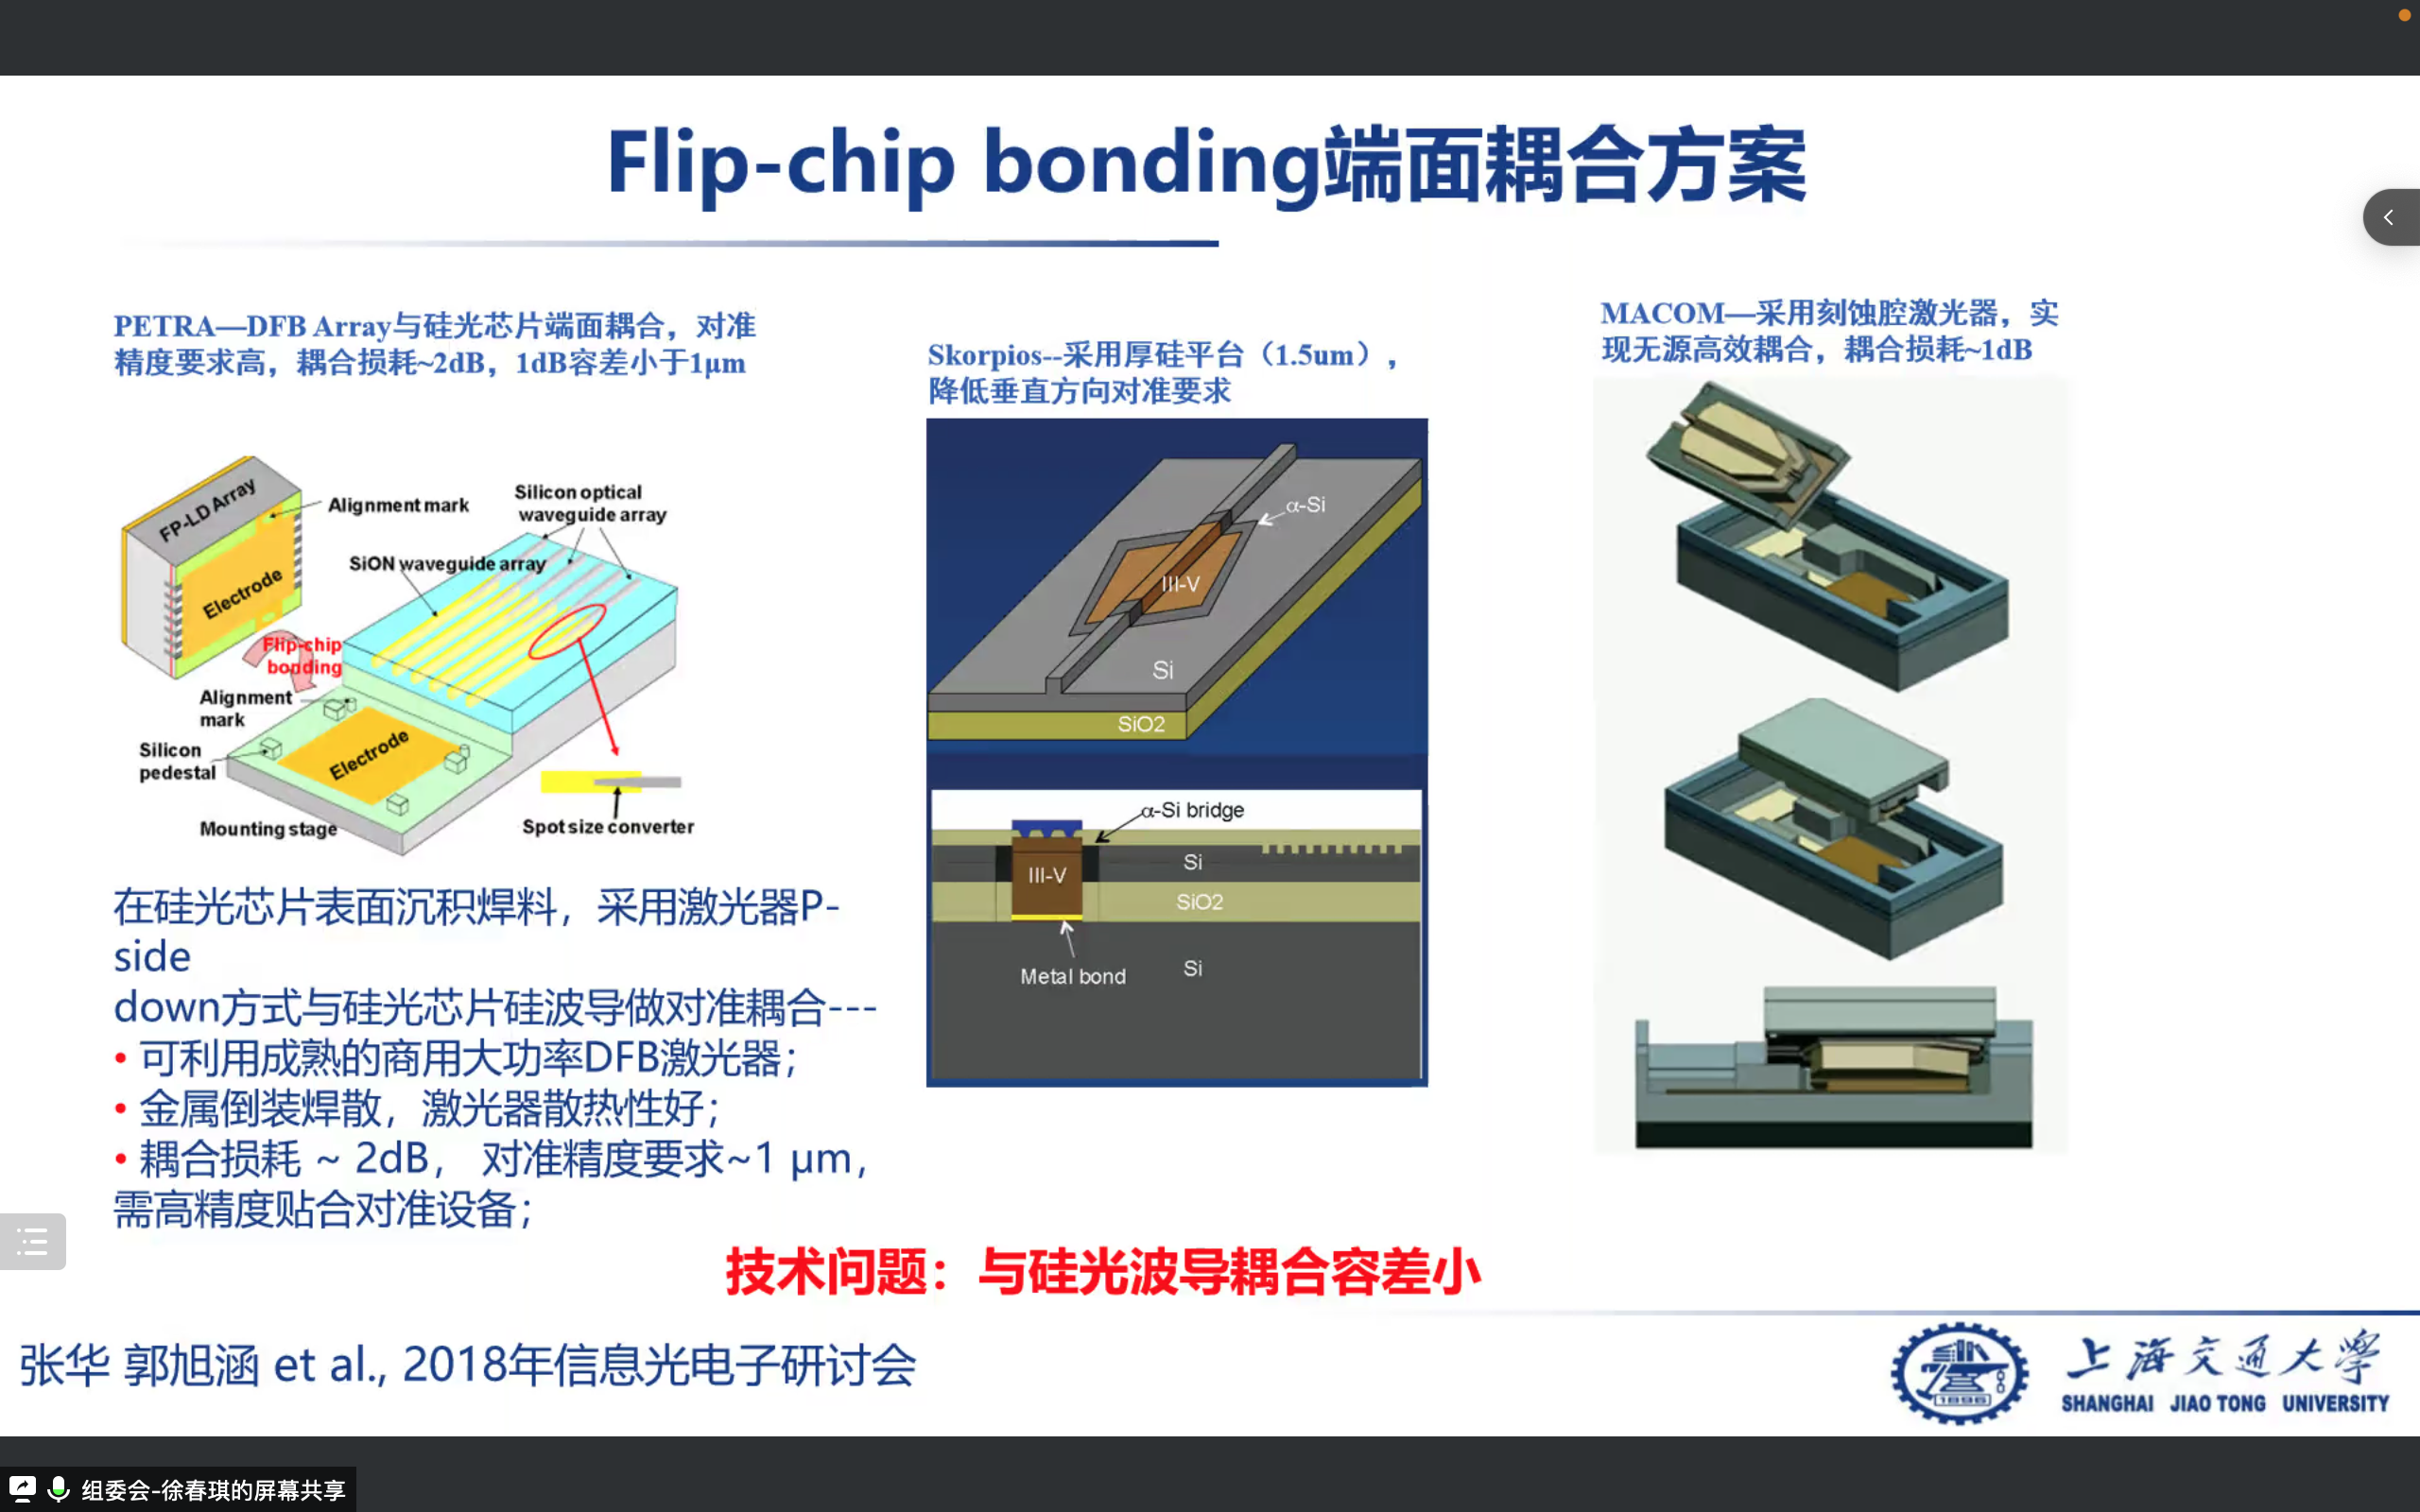 Flip-chip bonding端面耦合方案
PETRA—DFB Array与硅光芯片端面耦合，对准
精度要求高，耦合损耗~2dB，1dB容差小于1μm
FP-LD Array
Alignment mark
Silicon optical
waveguide array
SiON waveguide array
Electrode
Flip-chip
bonding
Alignment
mark
Silicon
pedestal
Electrode
Mounting stage
Spot size converter
在硅光芯片表面沉积焊料，采用激光器P-
side
down方式与硅光芯片硅波导做对准耦合---
• 可利用成熟的商用大功率DFB激光器；
• 金属倒装焊散，激光器散热性好；
• 耦合损耗 ~ 2dB， 对准精度要求~1 μm，
需高精度贴合对准设备；
Skorpios--采用厚硅平台（1.5um），
降低垂直方向对准要求
α-Si
III-V
Si
SiO2
α-Si bridge
Si
III-V
SiO2
Metal bond
Si
MACOM—采用刻蚀腔激光器，实
现无源高效耦合，耦合损耗~1dB
技术问题：与硅光波导耦合容差小
张华 郭旭涵 et al., 2018年信息光电子研讨会
1896
上海交通大学
SHANGHAI JIAO TONG UNIVERSITY
组委会-徐春琪的屏幕共享